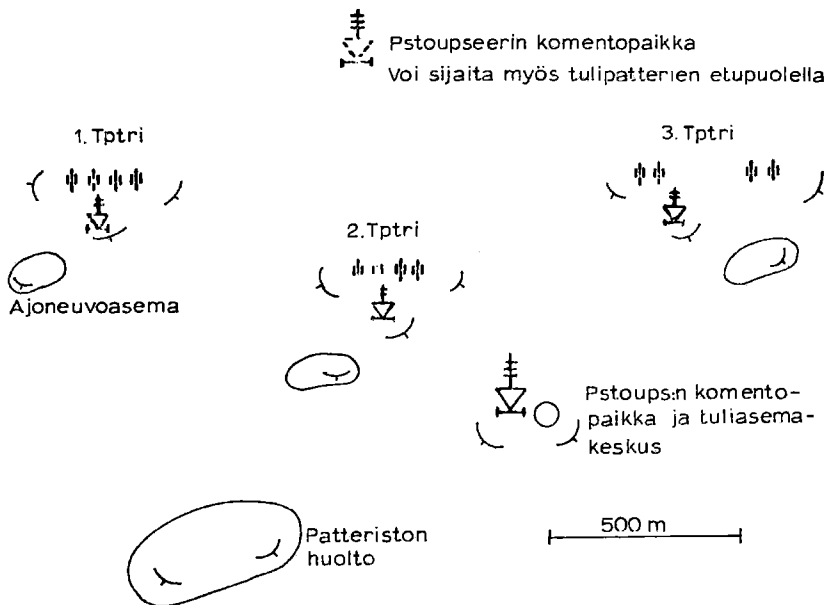 Pstoupseerin komentopaikka
Voi sijaita myös tulipatterien etupuolella
1. Tptri
3. Tptri
2. Tptri
Ajoneuvoasema
Pstoups:n komento-
paikka ja tuliasema-
keskus
500 m
Patteriston
huolto